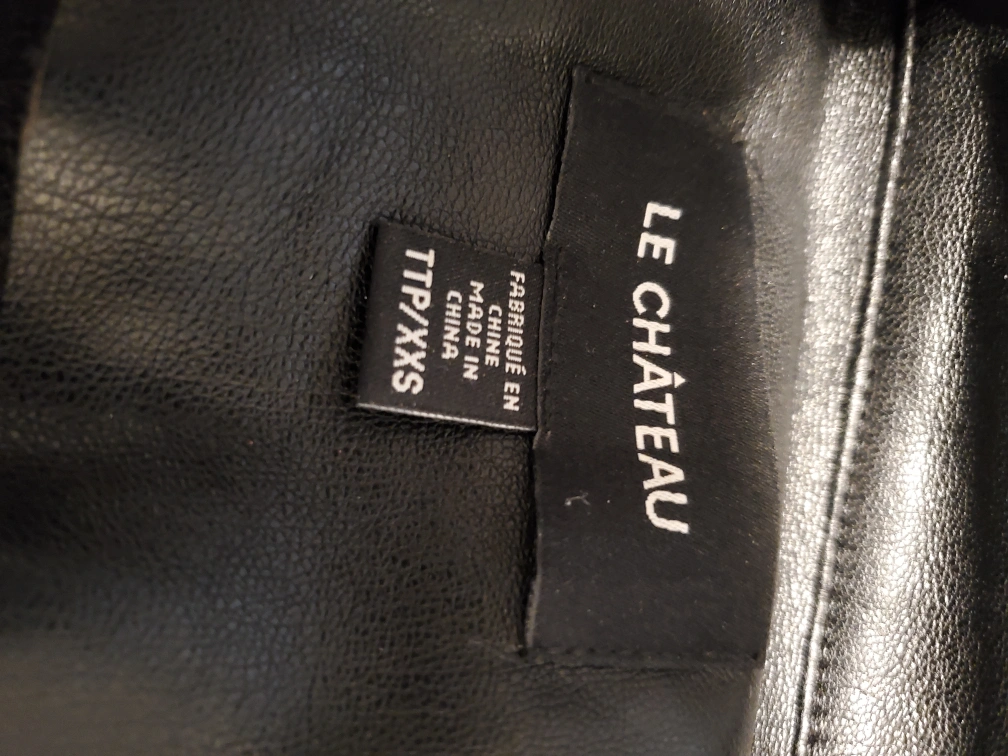 LE CHÂTEAU
FABRIQUÉ EN
CHINE
MADE IN
CHINA
TTP/XXS